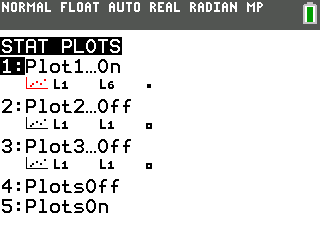 NORMAL FLOAT AUTO REAL RADIAN MP
STAT PLOTS
1:Plot1…On
L1 L6
2:Plot2…Off
L1 L1
3:Plot3…Off
L1 L1
4:PlotsOff
5:PlotsOn